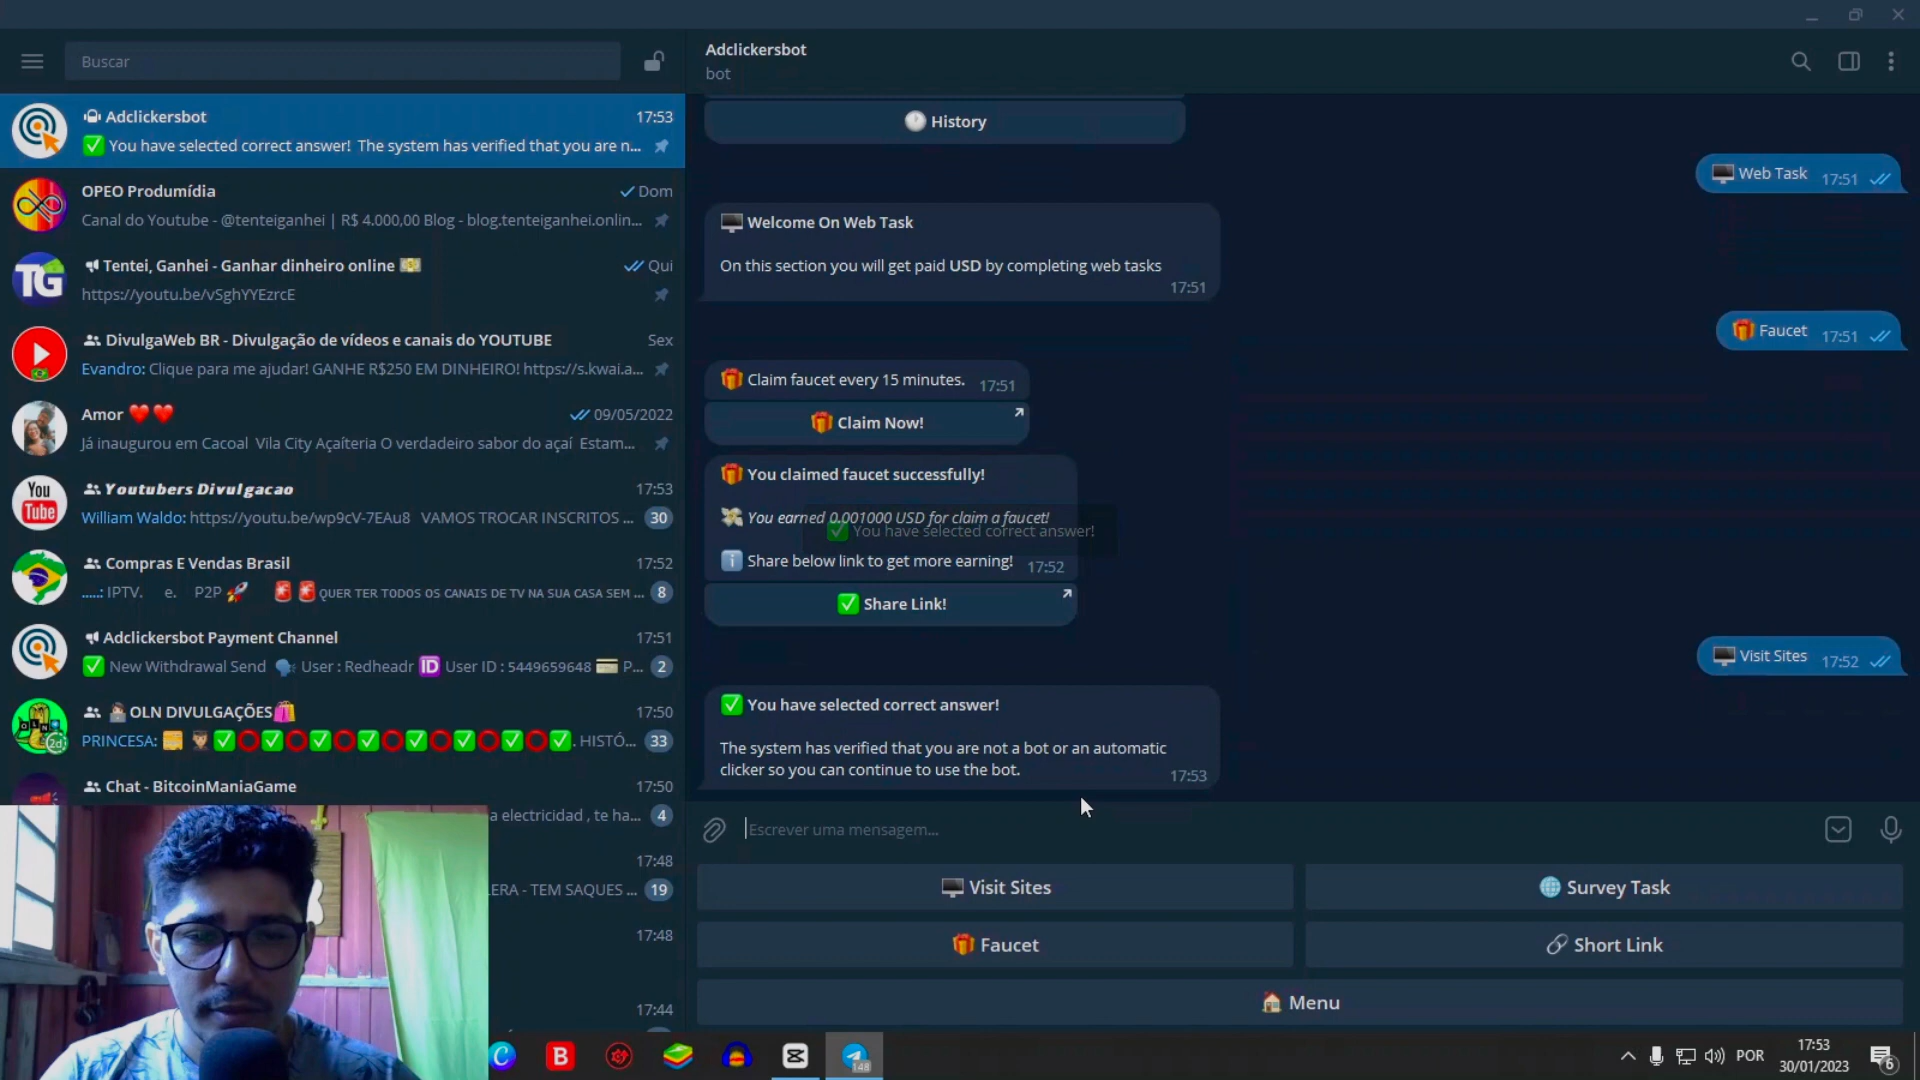 Buscar
Adclickersbot
17:53
✅ You have selected correct answer! The system has verified that you are n...
OPEO Produmídia
Dom
Canal do Youtube - @tenteiganhei | R$ 4.000,00 Blog - blog.tenteiganhei.onlin...
TG
Tentei, Ganhei - Ganhar dinheiro online 💵
Qui
https://youtu.be/vSghYYEzrcE
DivulgaWeb BR - Divulgação de vídeos e canais do YOUTUBE
Sex
Evandro: Clique para me ajudar! GANHE R$250 EM DINHEIRO! https://s.kwai.a...
Amor ❤️❤️
09/05/2022
Já inaugurou em Cacoal Vila City Açaíteria O verdadeiro sabor do açaí Estam...
You
Tube
Youtubers Divulgacao
17:53
William Waldo: https://youtu.be/wp9cV-7EAu8 VAMOS TROCAR INSCRITOS ...
30
Compras E Vendas Brasil
17:52
.....: IPTV. e. P2P 🚀 🚨🚨 QUER TER TODOS OS CANAIS DE TV NA SUA CASA SEM ...
8
Adclickersbot Payment Channel
17:51
✅ New Withdrawal Send 🗣 User : Redheadr 🆔 User ID : 5449659648 💳 P...
2
OLN
2d
OLN DIVULGAÇÕES🛍
17:50
PRINCESA: ✅⭕✅⭕✅⭕✅⭕✅⭕✅⭕✅⭕✅. HISTÓ...
33
Chat - BitcoinManiaGame
17:50
a electricidad , te ha...
4
17:48
ERA - TEM SAQUES ...
19
17:48
17:44
Adclickersbot
bot
🕐 History
🖥 Web Task 17:51
🖥 Welcome On Web Task
On this section you will get paid USD by completing web tasks
17:51
🎁 Faucet 17:51
🎁 Claim faucet every 15 minutes. 17:51
🎁 Claim Now!
🎁 You claimed faucet successfully!
💸 You earned 0.001000 USD for claim a faucet!
✅ You have selected correct answer!
ℹ️ Share below link to get more earning! 17:52
✅ Share Link!
🖥 Visit Sites 17:52
✅ You have selected correct answer!
The system has verified that you are not a bot or an automatic
clicker so you can continue to use the bot.
17:53
Escrever uma mensagem...
🖥 Visit Sites
🌐 Survey Task
🎁 Faucet
🔗 Short Link
🏠 Menu
C
B
148
POR
17:53
30/01/2023
6